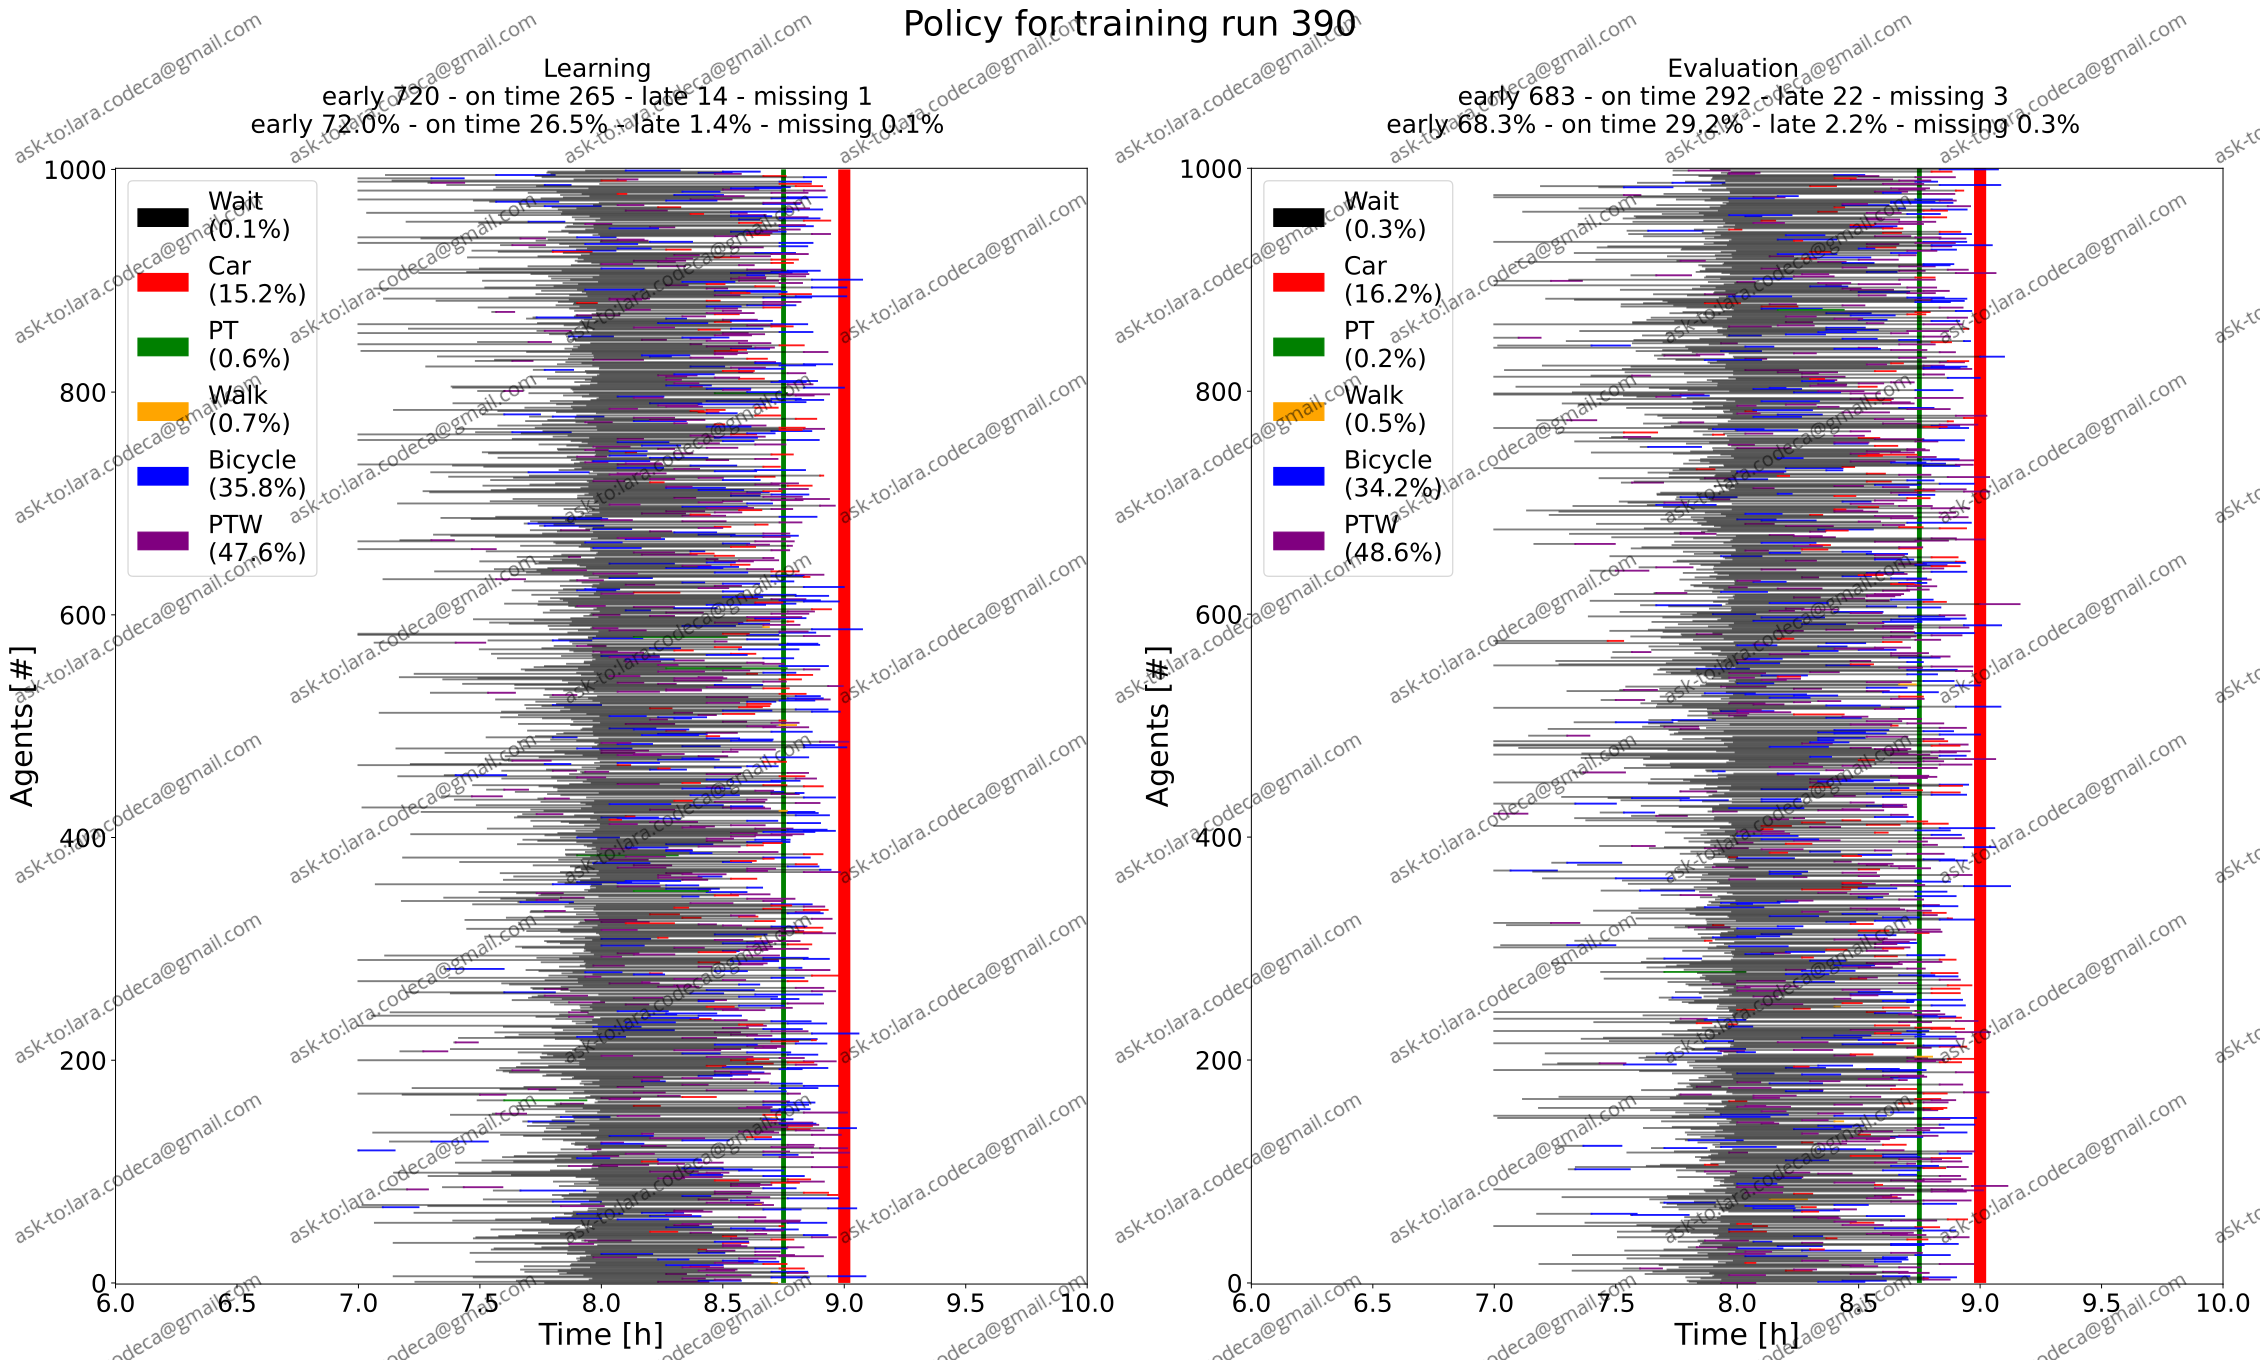 Policy for training run 390
Learning
early 720 - on time 265 - late 14 - missing 1
early 72.0% - on time 26.5% - late 1.4% - missing 0.1%
Evaluation
early 683 - on time 292 - late 22 - missing 3
early 68.3% - on time 29.2% - late 2.2% - missing 0.3%
Wait
(0.1%)
Car
(15.2%)
PT
(0.6%)
Walk
(0.7%)
Bicycle
(35.8%)
PTW
(47.6%)
Wait
(0.3%)
Car
(16.2%)
PT
(0.2%)
Walk
(0.5%)
Bicycle
(34.2%)
PTW
(48.6%)
1000
800
600
400
200
0
Agents [#]
6.0 6.5 7.0 7.5 8.0 8.5 9.0 9.5 10.0
Time [h]
1000
800
600
400
200
0
Agents [#]
6.0 6.5 7.0 7.5 8.0 8.5 9.0 9.5 10.0
Time [h]
ask-to:lara.codeca@gmail.com